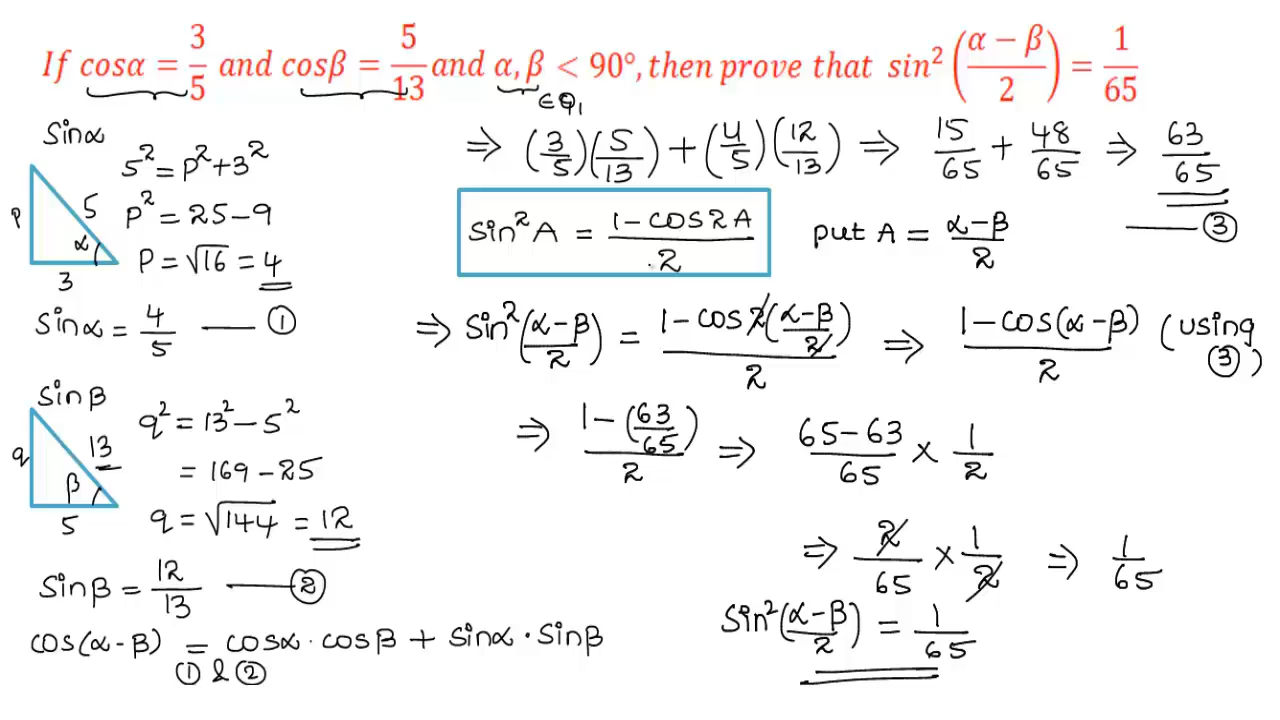 If cosα = 3/5 and cosβ = 5/13 and α, β < 90°, then prove that sin² ((α − β)/2) = 1/65
∈ Q₁
Sinα
5² = P² + 3²
P² = 25 - 9
P = √16 = 4
P
5
α
3
Sinα = 4/5 —— ①
Sinβ
q² = 13² - 5²
= 169 - 25
q = √144 = 12
q
13
β
5
Sinβ = 12/13 —— ②
cos(α - β) = cosα · cosβ + sinα · sinβ
① & ②
⇒ (3/5)(5/13) + (4/5)(12/13) ⇒ 15/65 + 48/65 ⇒ 63/65
—— ③
Sin²A = (1 - cos2A)/2
put A = (α - β)/2
⇒ Sin²((α - β)/2) = (1 - cos2((α - β)/2))/2 ⇒ (1 - cos(α - β))/2 (using ③)
⇒ (1 - (63/65))/2 ⇒ (65 - 63)/65 × 1/2
⇒ 2/65 × 1/2 ⇒ 1/65
Sin²((α - β)/2) = 1/65